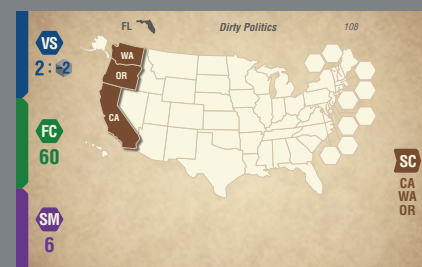 FL
Dirty Politics
108
VS
2 : -2
WA
OR
CA
FC
60
SC
CA
WA
OR
SM
6